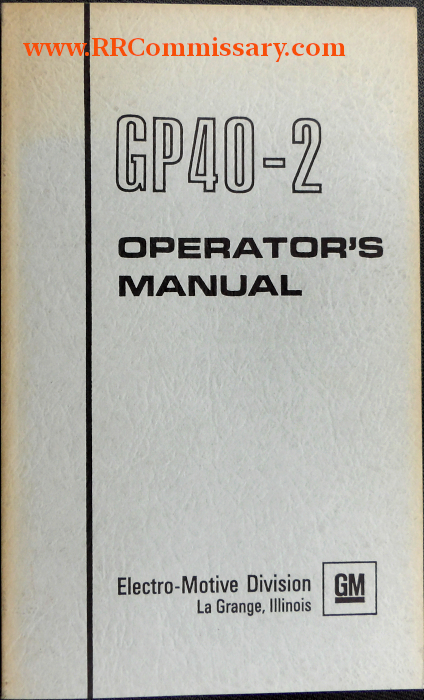 www.RRCommissary.com
GP40-2
OPERATOR'S
MANUAL
Electro-Motive Division
La Grange, Illinois
GM